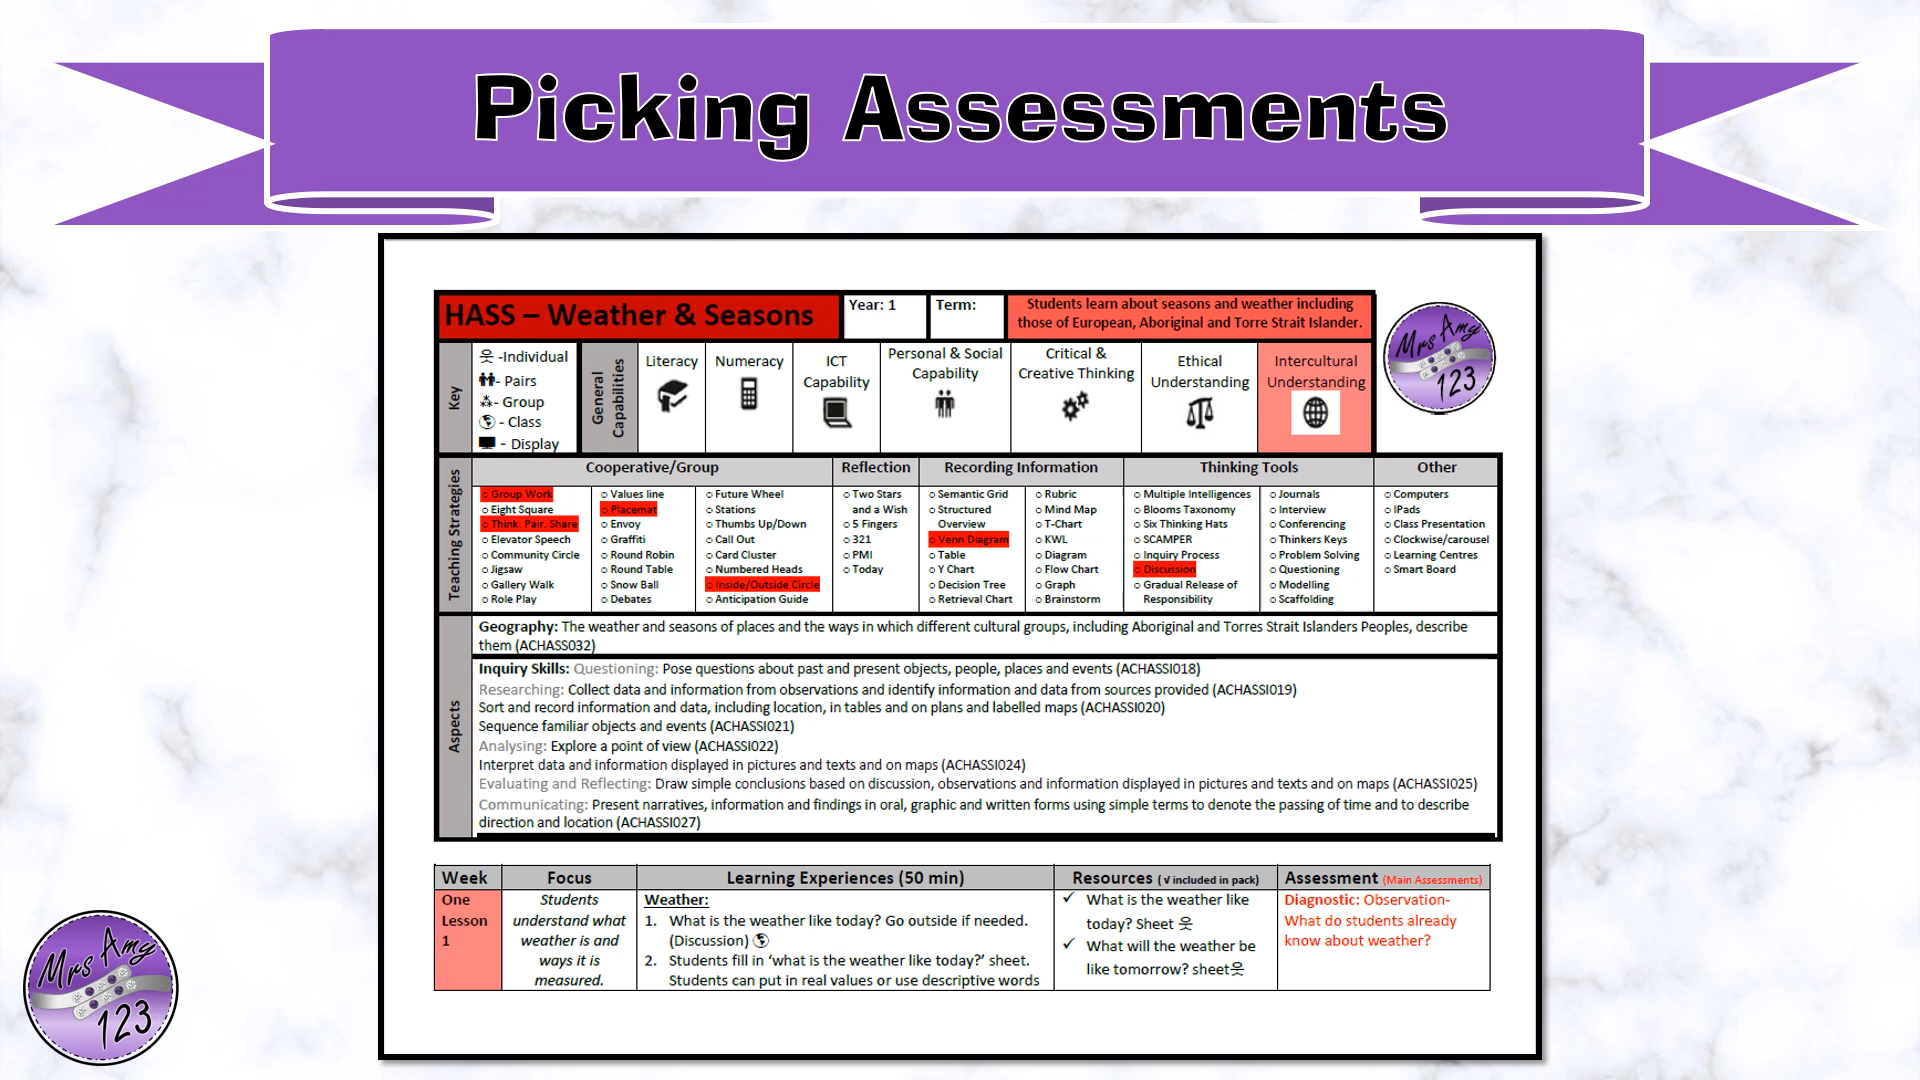 Picking Assessments
HASS – Weather & Seasons
Year: 1
Term:
Students learn about seasons and weather including
those of European, Aboriginal and Torre Strait Islander.
Mrs Amy
123
Key
-Individual
- Pairs
- Group
- Class
- Display
General
Capabilities
Literacy
Numeracy
ICT
Capability
Personal & Social
Capability
Critical &
Creative Thinking
Ethical
Understanding
Intercultural
Understanding
Teaching Strategies
Cooperative/Group
○ Group Work
○ Eight Square
○ Think. Pair. Share
○ Elevator Speech
○ Community Circle
○ Jigsaw
○ Gallery Walk
○ Role Play
○ Values line
○ Placemat
○ Envoy
○ Graffiti
○ Round Robin
○ Round Table
○ Snow Ball
○ Debates
○ Future Wheel
○ Stations
○ Thumbs Up/Down
○ Call Out
○ Card Cluster
○ Numbered Heads
○ Inside/Outside Circle
○ Anticipation Guide
Reflection
○ Two Stars
and a Wish
○ 5 Fingers
○ 321
○ PMI
○ Today
Recording Information
○ Semantic Grid
○ Structured
Overview
○ Venn Diagram
○ Table
○ Y Chart
○ Decision Tree
○ Retrieval Chart
○ Rubric
○ Mind Map
○ T-Chart
○ KWL
○ Diagram
○ Flow Chart
○ Graph
○ Brainstorm
Thinking Tools
○ Multiple Intelligences
○ Blooms Taxonomy
○ Six Thinking Hats
○ SCAMPER
○ Inquiry Process
○ Discussion
○ Gradual Release of
Responsibility
○ Journals
○ Interview
○ Conferencing
○ Thinkers Keys
○ Problem Solving
○ Questioning
○ Modelling
○ Scaffolding
Other
○ Computers
○ IPads
○ Class Presentation
○ Clockwise/carousel
○ Learning Centres
○ Smart Board
Aspects
Geography: The weather and seasons of places and the ways in which different cultural groups, including Aboriginal and Torres Strait Islanders Peoples, describe
them (ACHASS032)
Inquiry Skills: Questioning: Pose questions about past and present objects, people, places and events (ACHASSI018)
Researching: Collect data and information from observations and identify information and data from sources provided (ACHASSI019)
Sort and record information and data, including location, in tables and on plans and labelled maps (ACHASSI020)
Sequence familiar objects and events (ACHASSI021)
Analysing: Explore a point of view (ACHASSI022)
Interpret data and information displayed in pictures and texts and on maps (ACHASSI024)
Evaluating and Reflecting: Draw simple conclusions based on discussion, observations and information displayed in pictures and texts and on maps (ACHASSI025)
Communicating: Present narratives, information and findings in oral, graphic and written forms using simple terms to denote the passing of time and to describe
direction and location (ACHASSI027)
Week
Focus
Learning Experiences (50 min)
Resources (√ included in pack)
Assessment (Main Assessments)
One
Lesson
1
Students
understand what
weather is and
ways it is
measured.
Weather:
1. What is the weather like today? Go outside if needed.
(Discussion)
2. Students fill in ‘what is the weather like today?’ sheet.
Students can put in real values or use descriptive words
✓ What is the weather like
today? Sheet
✓ What will the weather be
like tomorrow? sheet
Diagnostic: Observation-
What do students already
know about weather?
Mrs Amy
123